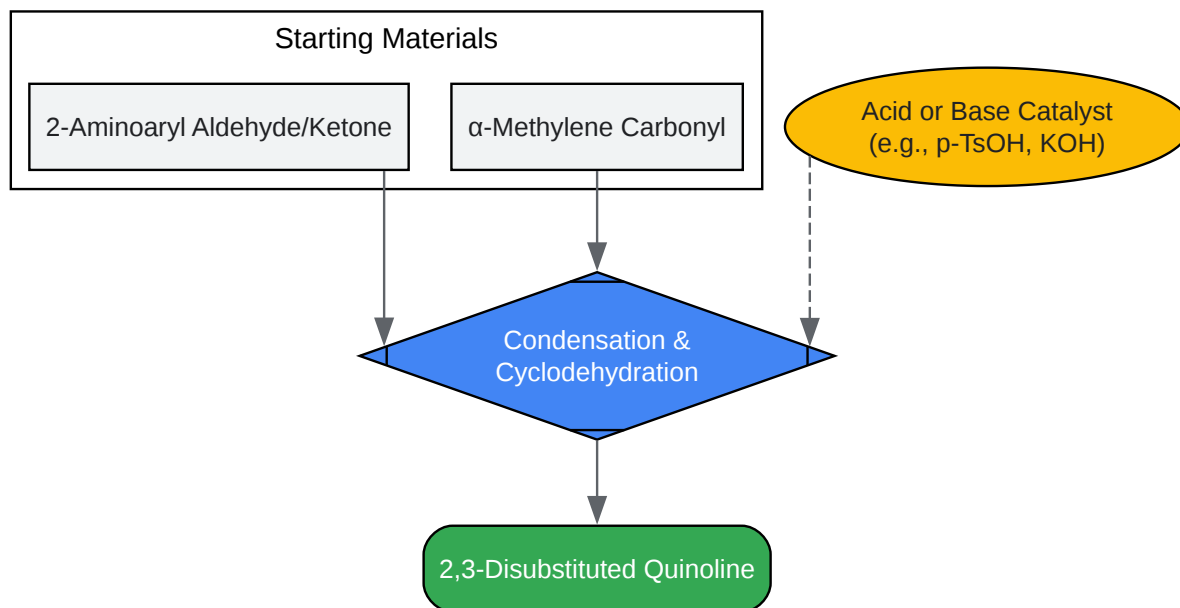 Starting Materials
2-Aminoaryl Aldehyde/Ketone
α-Methylene Carbonyl
Acid or Base Catalyst
(e.g., p-TsOH, KOH)
Condensation &
Cyclodehydration
2,3-Disubstituted Quinoline